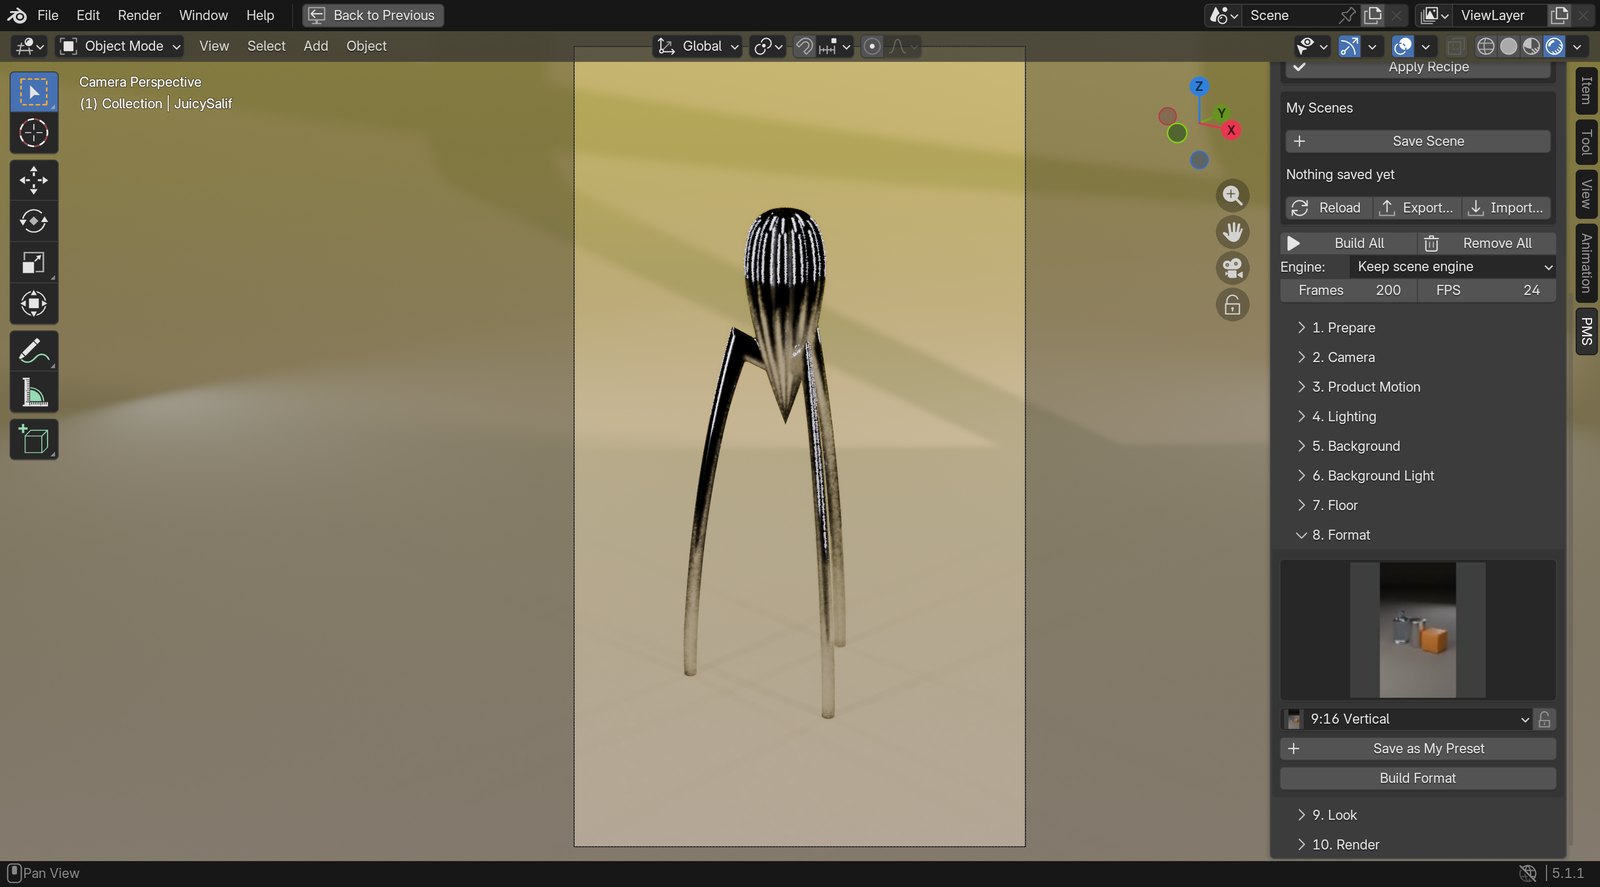 File Edit Render Window Help Back to Previous Scene ViewLayer
Object Mode View Select Add Object Global
Camera Perspective
(1) Collection | JuicySalif
Z
Y
X
Apply Recipe
My Scenes
Save Scene
Nothing saved yet
Reload Export... Import...
Build All Remove All
Engine: Keep scene engine
Frames 200 FPS 24
1. Prepare
2. Camera
3. Product Motion
4. Lighting
5. Background
6. Background Light
7. Floor
8. Format
9:16 Vertical
Save as My Preset
Build Format
9. Look
10. Render
Item
Tool
View
Animation
PMS
Pan View
5.1.1